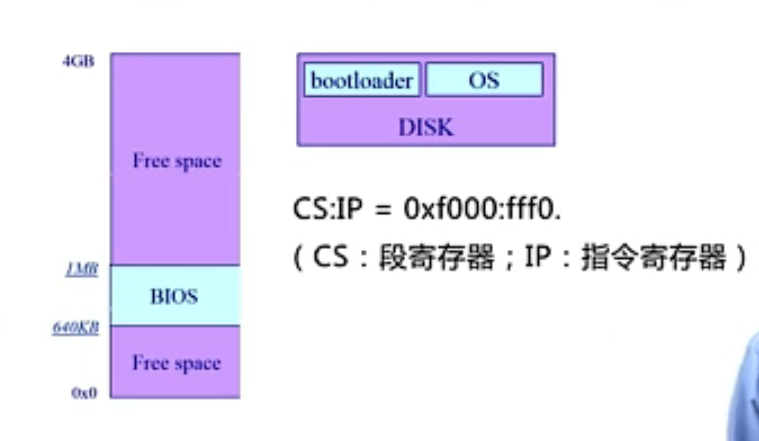 4GB
bootloader
OS
DISK
Free space
CS:IP = 0xf000:fff0.
( CS：段寄存器；IP：指令寄存器 )
1MB
BIOS
640KB
Free space
0x0